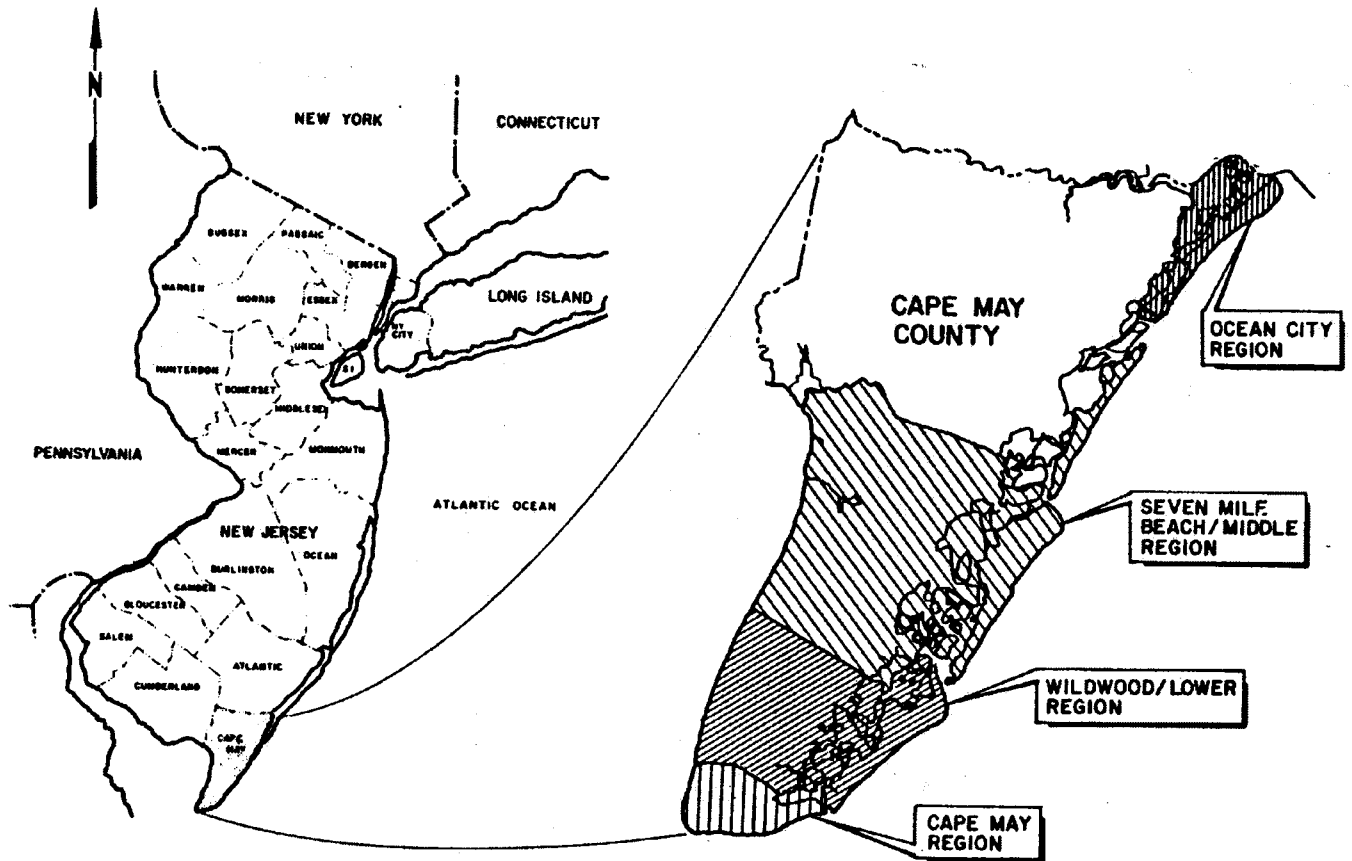 N
NEW YORK
CONNECTICUT
SUSSEX
PASSAIC
BERGEN
WARREN
MORRIS
ESSEX
LONG ISLAND
NY
CITY
UNION
S I
HUNTERDON
SOMERSET
MIDDLESEX
PENNSYLVANIA
MERCER
MONMOUTH
ATLANTIC OCEAN
NEW JERSEY
OCEAN
BURLINGTON
CAMDEN
GLOUCESTER
SALEM
ATLANTIC
CUMBERLAND
CAPE
MAY
CAPE MAY
COUNTY
OCEAN CITY
REGION
SEVEN MILE
BEACH/MIDDLE
REGION
WILDWOOD/LOWER
REGION
CAPE MAY
REGION